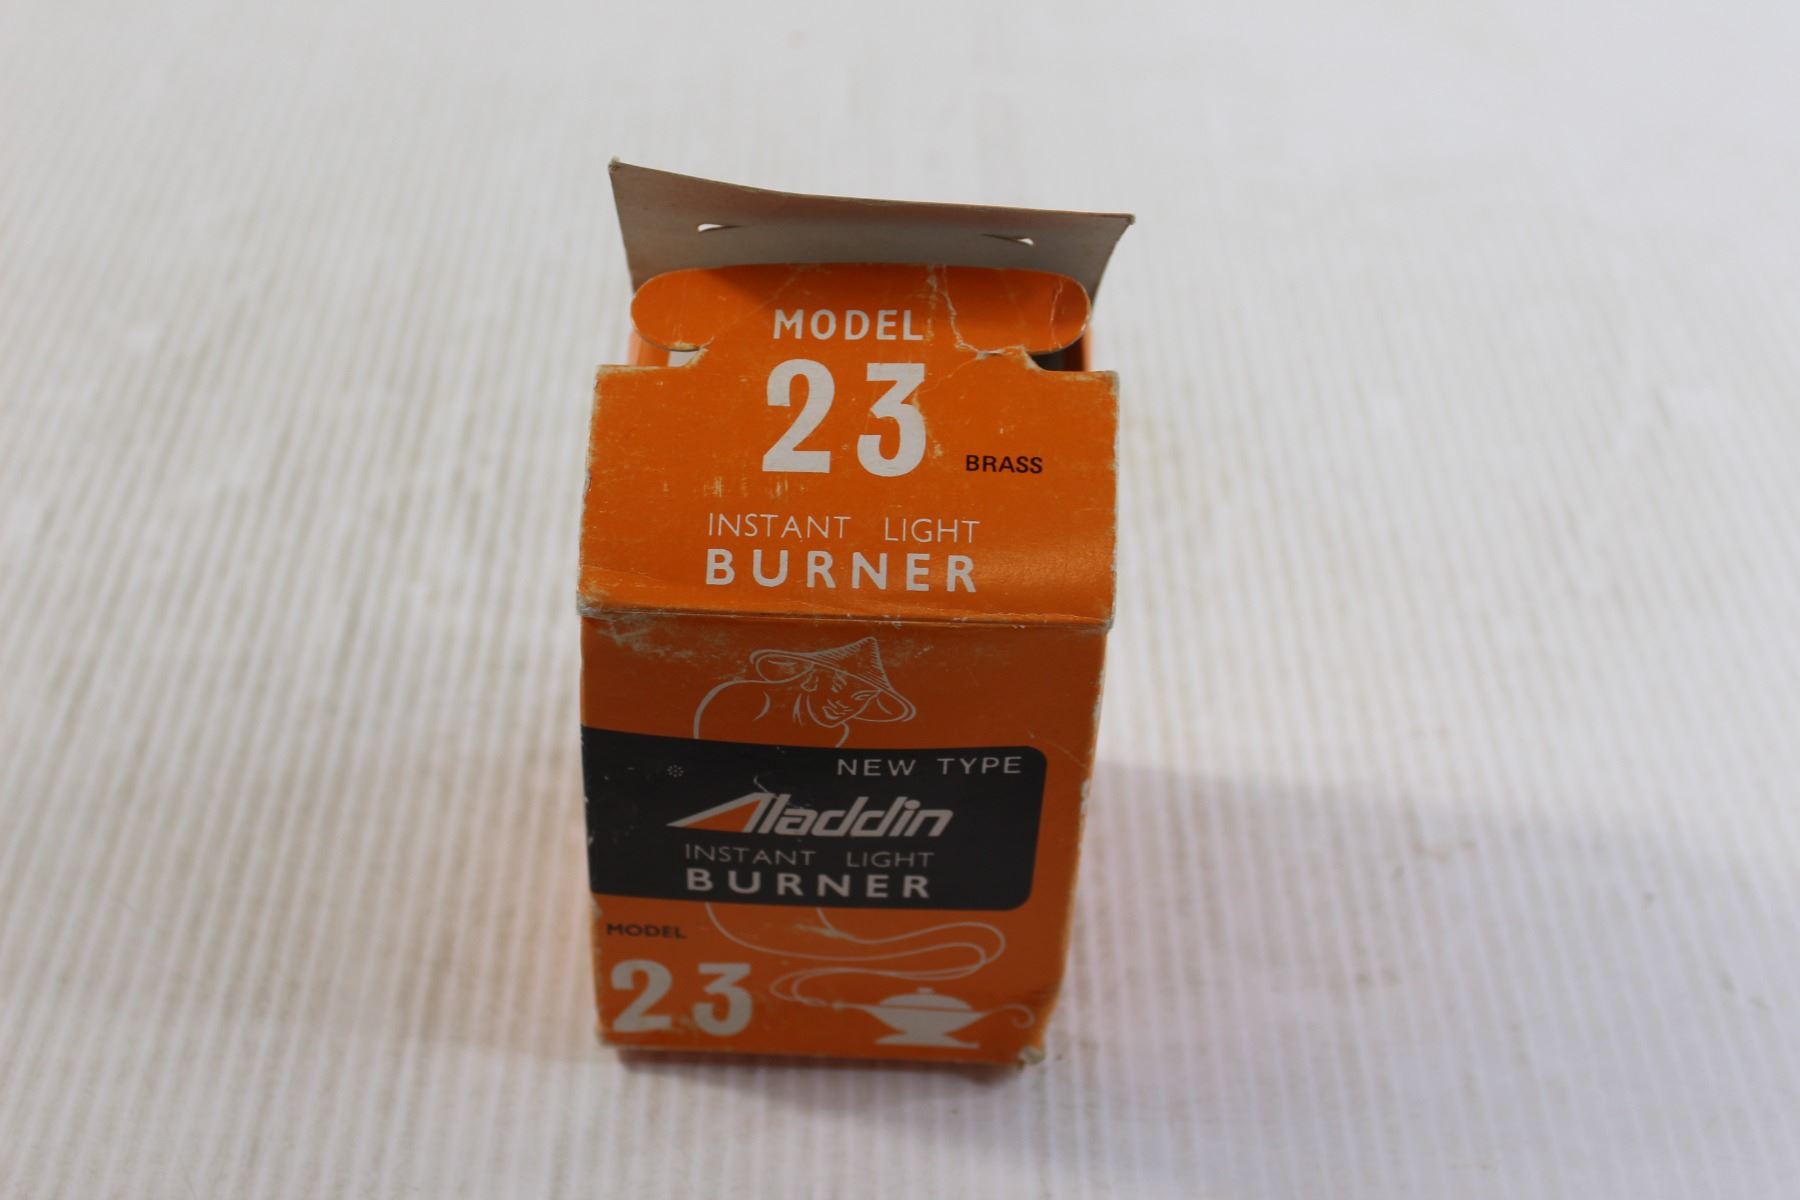 MODEL
23
BRASS
INSTANT LIGHT
BURNER
NEW TYPE
Aladdin
INSTANT LIGHT
BURNER
MODEL
23